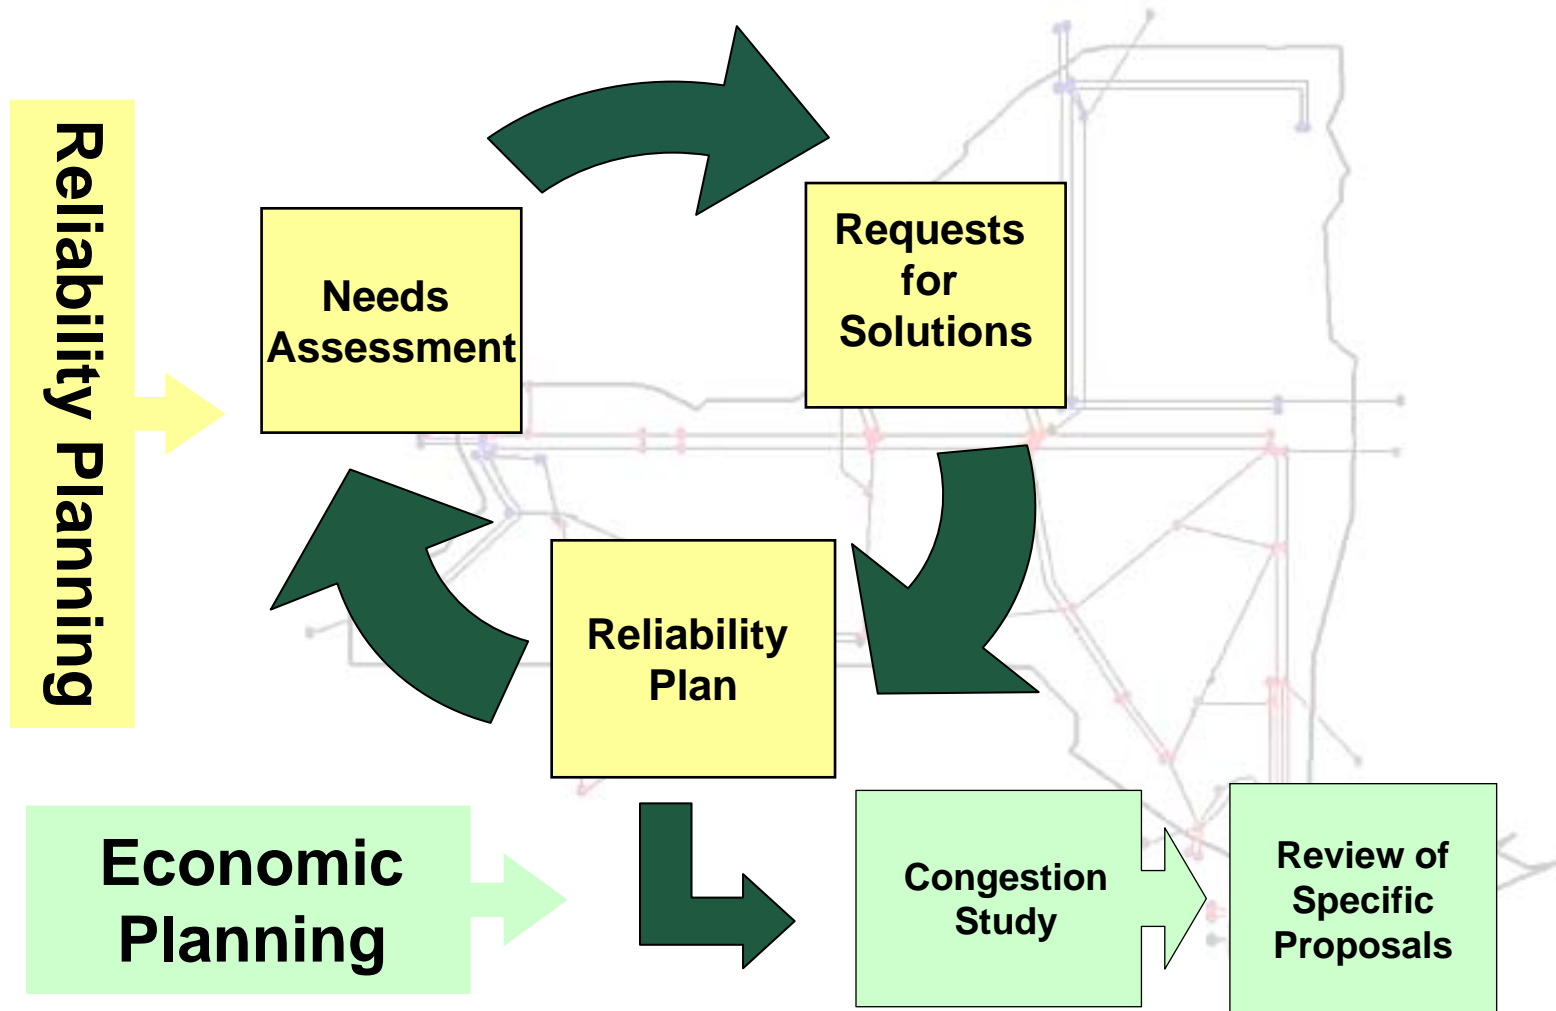 Reliability Planning
Needs
Assessment
Requests
for
Solutions
Reliability
Plan
Economic
Planning
Congestion
Study
Review of
Specific
Proposals